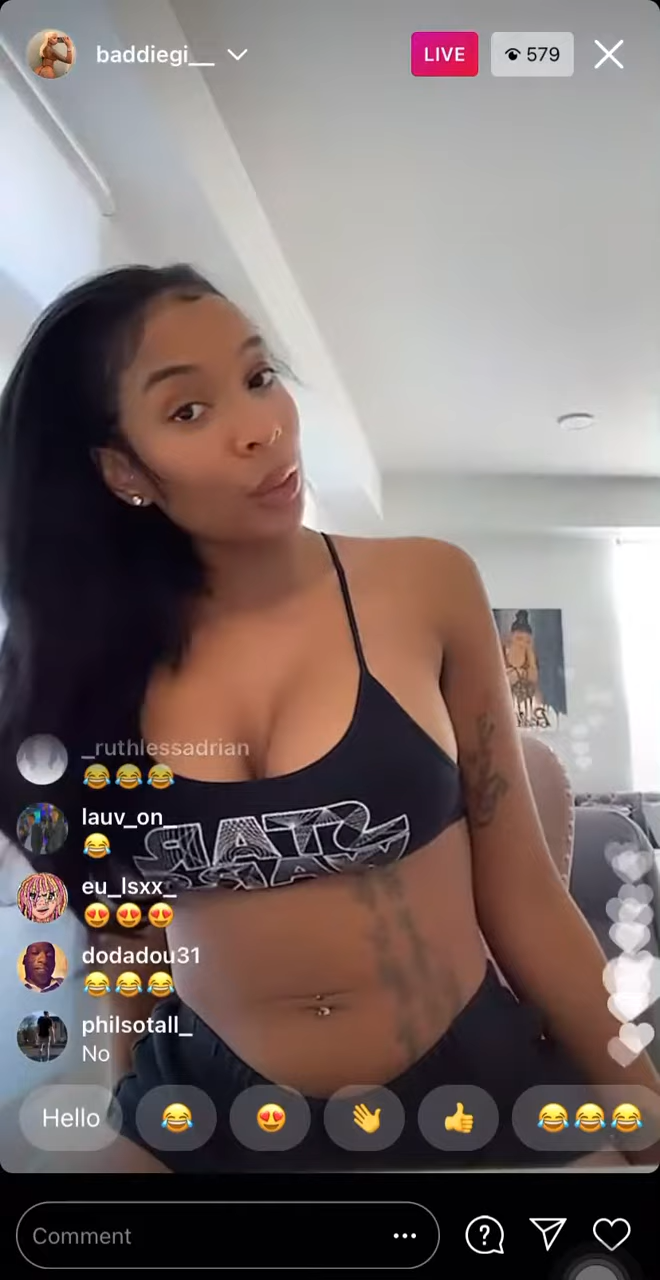 baddiegi__
LIVE
579
_ruthlessadrian
😂😂😂
lauv_on_
😂
eu_lsxx_
😍😍😍
dodadou31
😂😂😂
philsotall_
No
Hello
😂
😍
👋
👍
😂😂😂
Comment